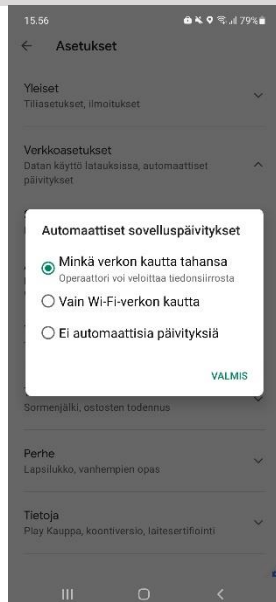 15.56
79%
Asetukset
Yleiset
Tiliasetukset, ilmoitukset
Verkkoasetukset
Datan käyttö latauksissa, automaattiset
päivitykset
Automaattiset sovelluspäivitykset
Minkä verkon kautta tahansa
Operaattori voi veloittaa tiedonsiirrosta
Vain Wi-Fi-verkon kautta
Ei automaattisia päivityksiä
VALMIS
Sormenjälki, ostosten todennus
Perhe
Lapsilukko, vanhempien opas
Tietoja
Play Kauppa, koontiversio, laitesertifiointi